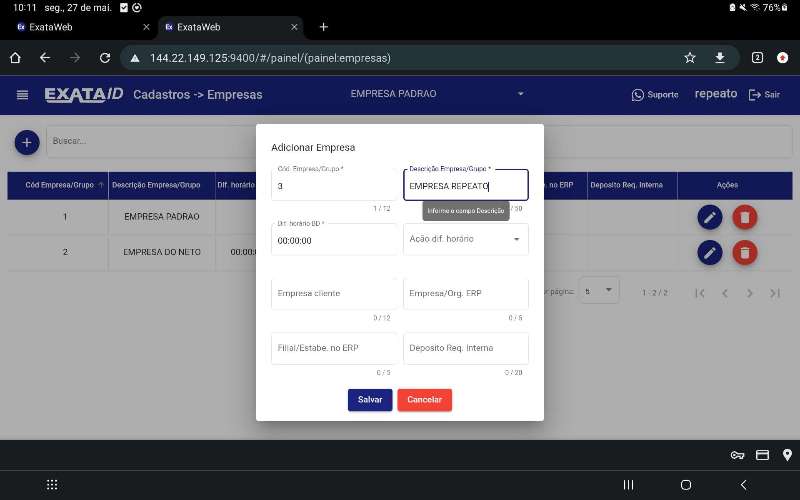 10:11 seg., 27 de mai.
76%
ExataWeb
ExataWeb
144.22.149.125:9400/#/painel/(painel:empresas)
2
EXATAID
Cadastros -> Empresas
EMPRESA PADRAO
Suporte
repeato
Sair
Buscar...
Cód Empresa/Grupo
Descrição Empresa/Grupo
Dif. horário
no ERP
Deposito Req. Interna
Ações
1
EMPRESA PADRAO
2
EMPRESA DO NETO
00:00:0
página:
5
1 - 2 / 2
Adicionar Empresa
Cód. Empresa/Grupo *
3
1 / 12
Descrição Empresa/Grupo *
EMPRESA REPEATO
/ 50
Informe o campo Descrição
Dif. horário BD *
00:00:00
Ação dif. horário
Empresa cliente
0 / 12
Empresa/Org. ERP
0 / 5
Filial/Estabe. no ERP
0 / 5
Deposito Req. Interna
0 / 20
Salvar
Cancelar